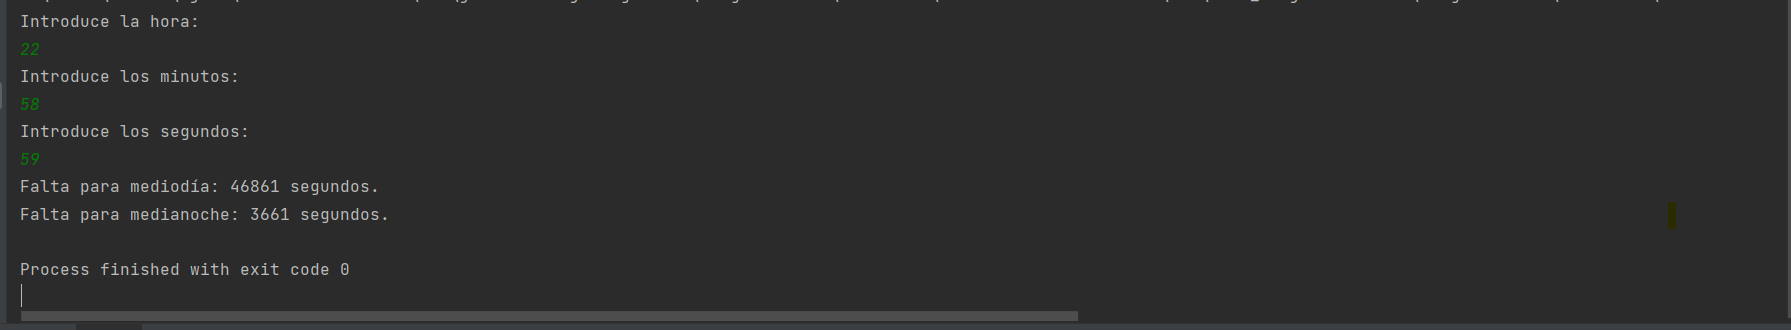 Introduce la hora:
22
Introduce los minutos:
58
Introduce los segundos:
59
Falta para mediodía: 46861 segundos.
Falta para medianoche: 3661 segundos.
Process finished with exit code 0